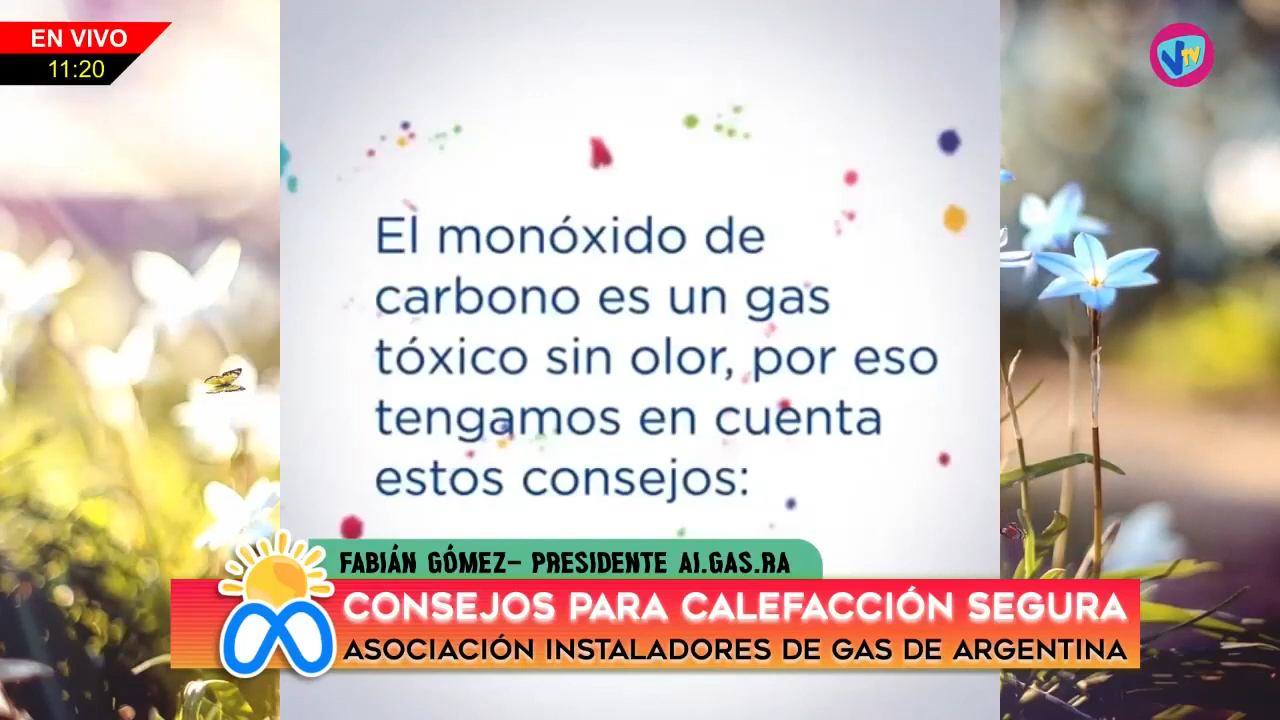 EN VIVO
11:20
VTV
El monóxido de
carbono es un gas
tóxico sin olor, por eso
tengamos en cuenta
estos consejos:
FABIÁN GÓMEZ- PRESIDENTE AI.GAS.RA
CONSEJOS PARA CALEFACCIÓN SEGURA
ASOCIACIÓN INSTALADORES DE GAS DE ARGENTINA